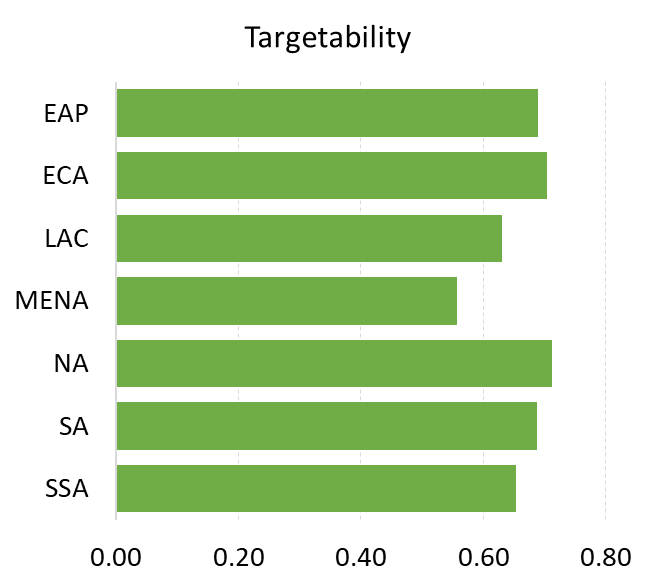 Targetability
EAP
ECA
LAC
MENA
NA
SA
SSA
0.00 0.20 0.40 0.60 0.80